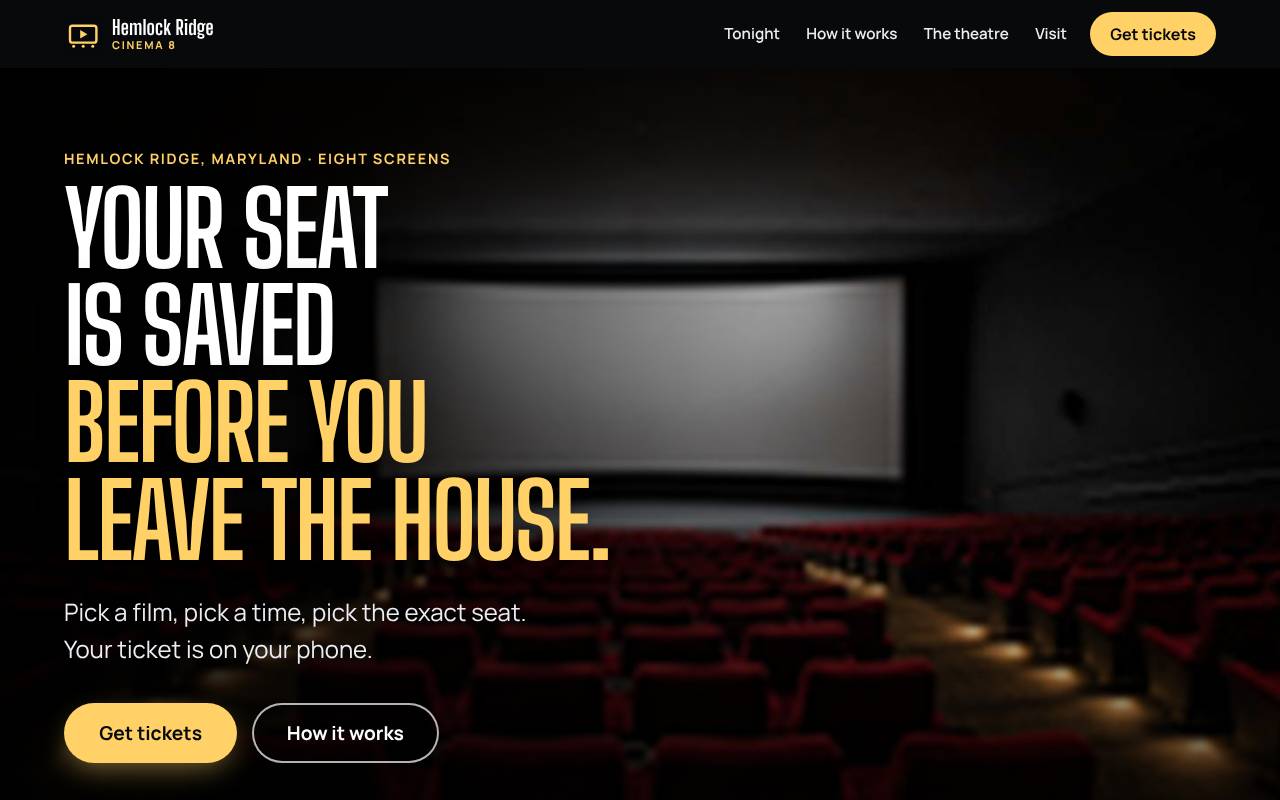 Hemlock Ridge
CINEMA 8
Tonight
How it works
The theatre
Visit
Get tickets
HEMLOCK RIDGE, MARYLAND · EIGHT SCREENS
YOUR SEAT
IS SAVED
BEFORE YOU
LEAVE THE HOUSE.
Pick a film, pick a time, pick the exact seat.
Your ticket is on your phone.
Get tickets
How it works